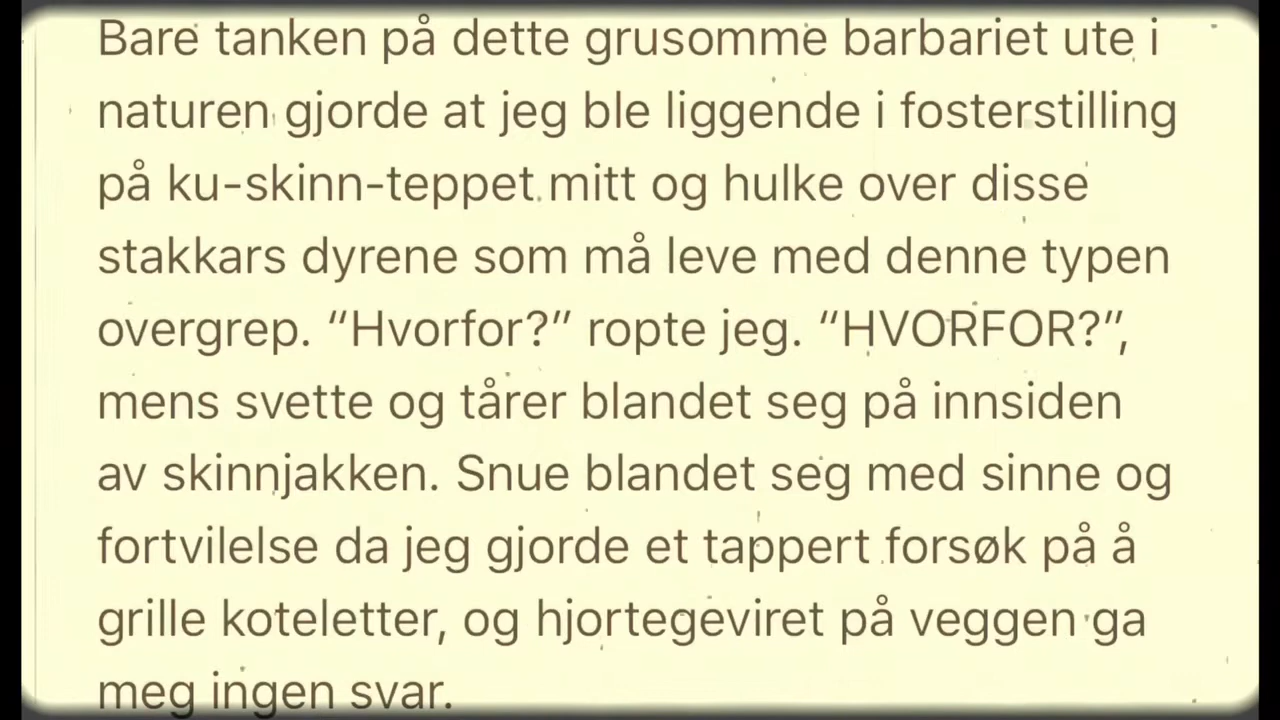 Bare tanken på dette grusomme barbariet ute i
naturen gjorde at jeg ble liggende i fosterstilling
på ku-skinn-teppet mitt og hulke over disse
stakkars dyrene som må leve med denne typen
overgrep. “Hvorfor?” ropte jeg. “HVORFOR?”,
mens svette og tårer blandet seg på innsiden
av skinnjakken. Snue blandet seg med sinne og
fortvilelse da jeg gjorde et tappert forsøk på å
grille koteletter, og hjortegeviret på veggen ga
meg ingen svar.